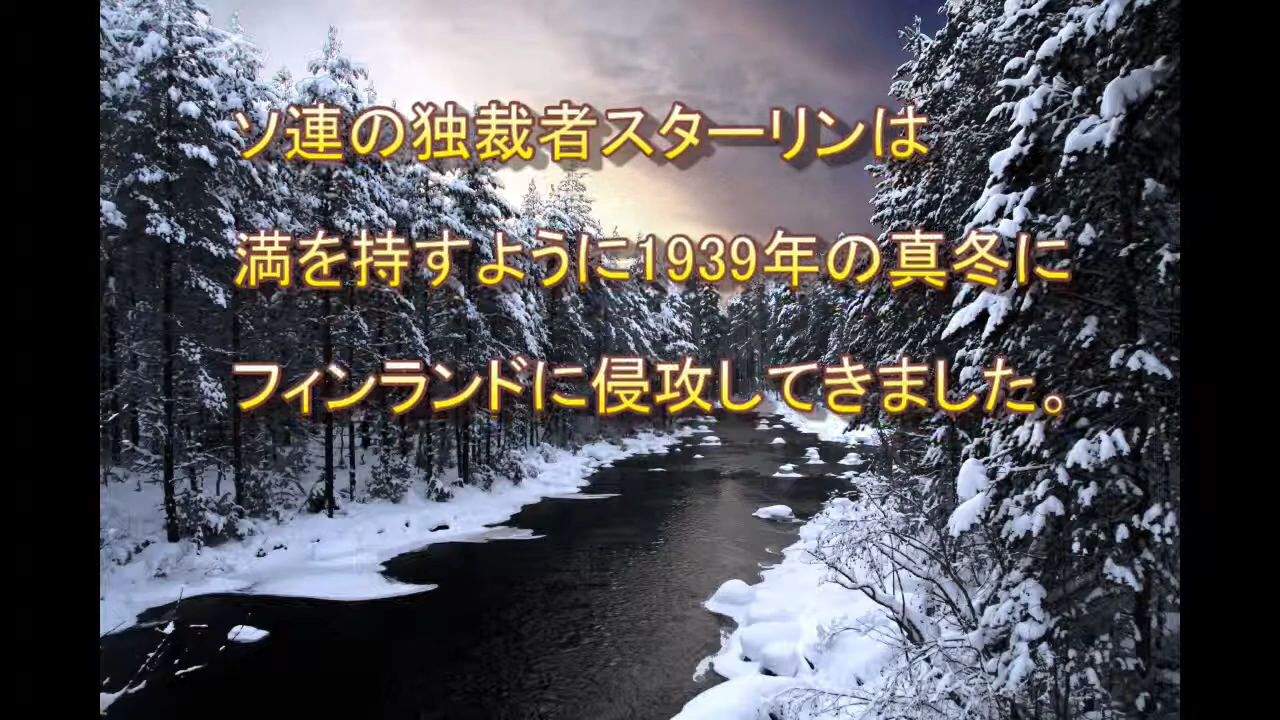 ソ連の独裁者スターリンは
満を持すように1939年の真冬に
フィンランドに侵攻してきました。